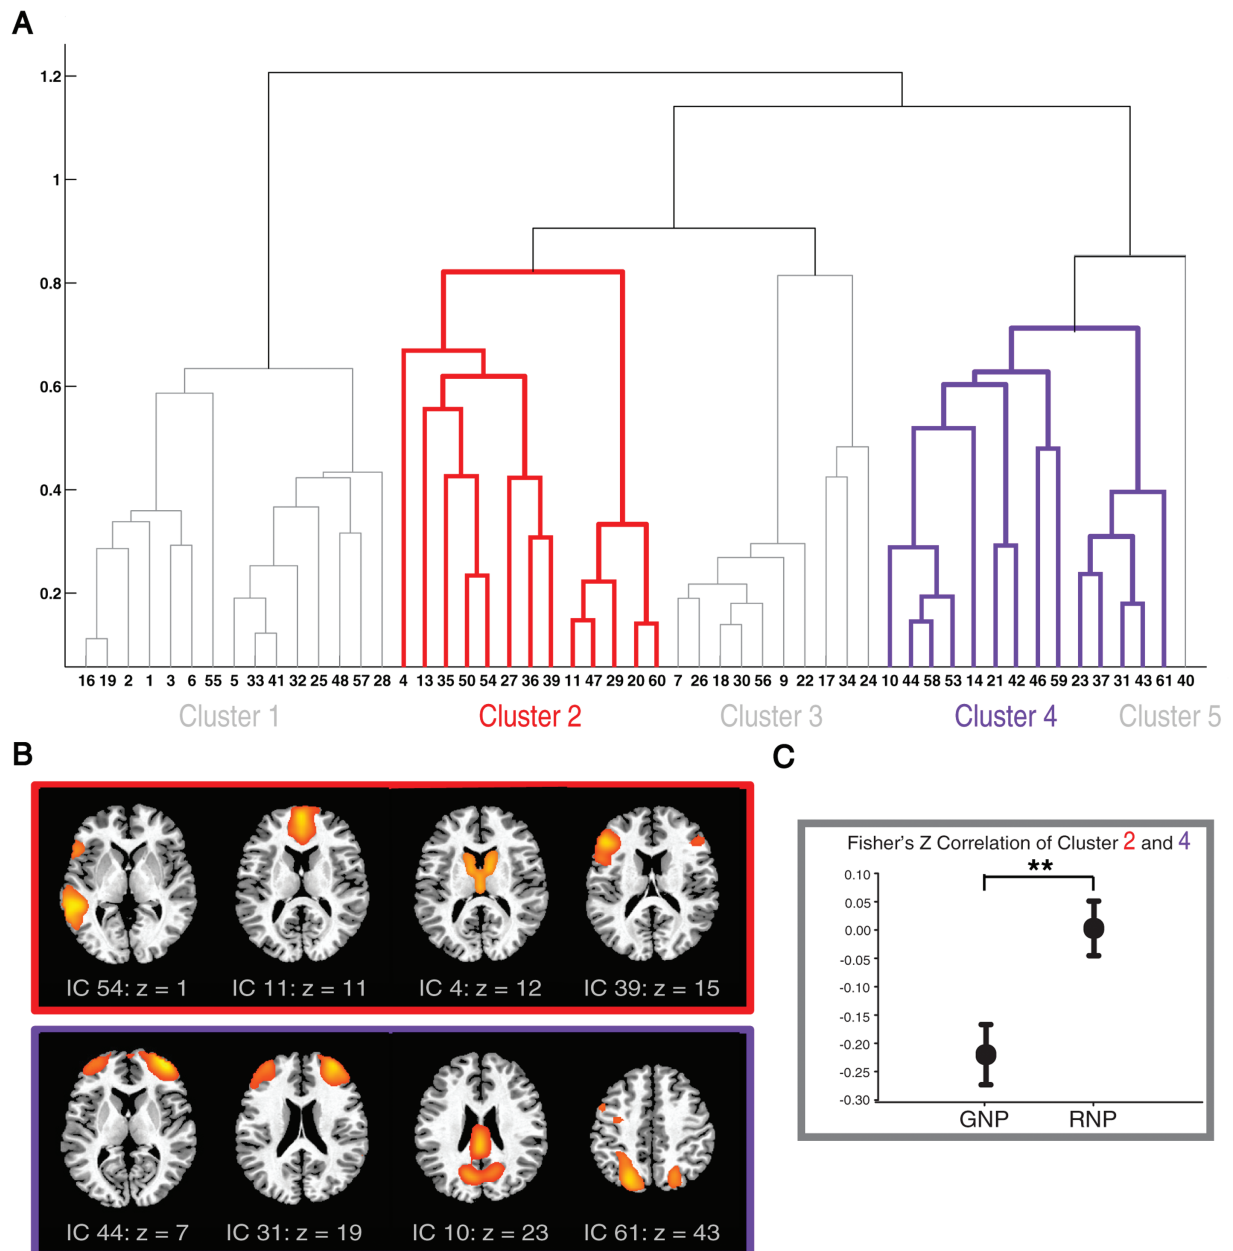 A
1.2
1
0.8
0.6
0.4
0.2
16 19 2 1 3 6 55 5 33 41 32 25 48 57 28 4 13 35 50 54 27 36 39 11 47 29 20 60 7 26 18 30 56 9 22 17 34 24 10 44 58 53 14 21 42 46 59 23 37 31 43 61 40
Cluster 1 Cluster 2 Cluster 3 Cluster 4 Cluster 5
B
IC 54: z = 1 IC 11: z = 11 IC 4: z = 12 IC 39: z = 15
IC 44: z = 7 IC 31: z = 19 IC 10: z = 23 IC 61: z = 43
C
Fisher's Z Correlation of Cluster 2 and 4
**
0.10
0.05
0.00
-0.05
-0.10
-0.15
-0.20
-0.25
-0.30
GNP RNP